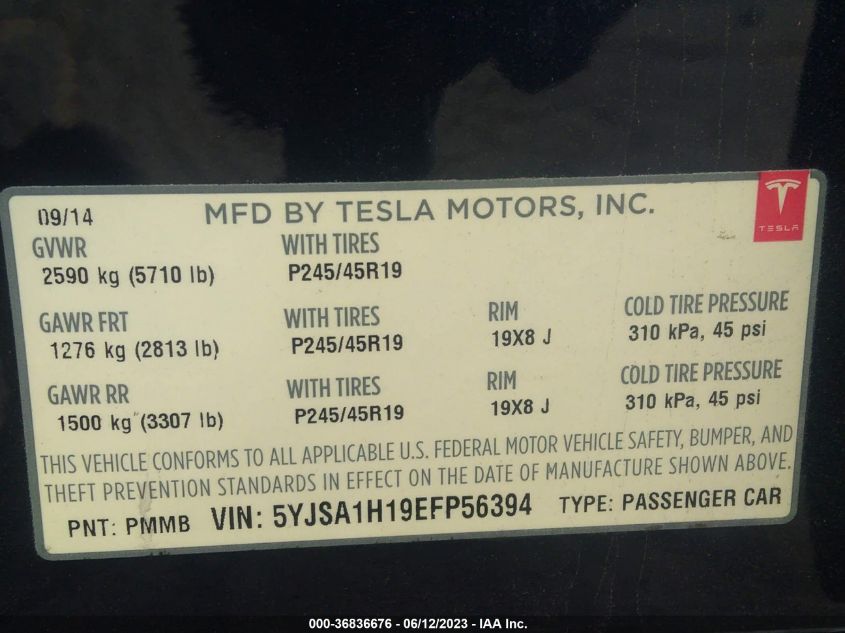 09/14 MFD BY TESLA MOTORS, INC.
TESLA
GVWR WITH TIRES
2590 kg (5710 lb) P245/45R19
GAWR FRT WITH TIRES RIM COLD TIRE PRESSURE
1276 kg (2813 lb) P245/45R19 19X8 J 310 kPa, 45 psi
GAWR RR WITH TIRES RIM COLD TIRE PRESSURE
1500 kg (3307 lb) P245/45R19 19X8 J 310 kPa, 45 psi
THIS VEHICLE CONFORMS TO ALL APPLICABLE U.S. FEDERAL MOTOR VEHICLE SAFETY, BUMPER, AND
THEFT PREVENTION STANDARDS IN EFFECT ON THE DATE OF MANUFACTURE SHOWN ABOVE.
PNT: PMMB VIN: 5YJSA1H19EFP56394 TYPE: PASSENGER CAR
000-36836676 - 06/12/2023 - IAA Inc.